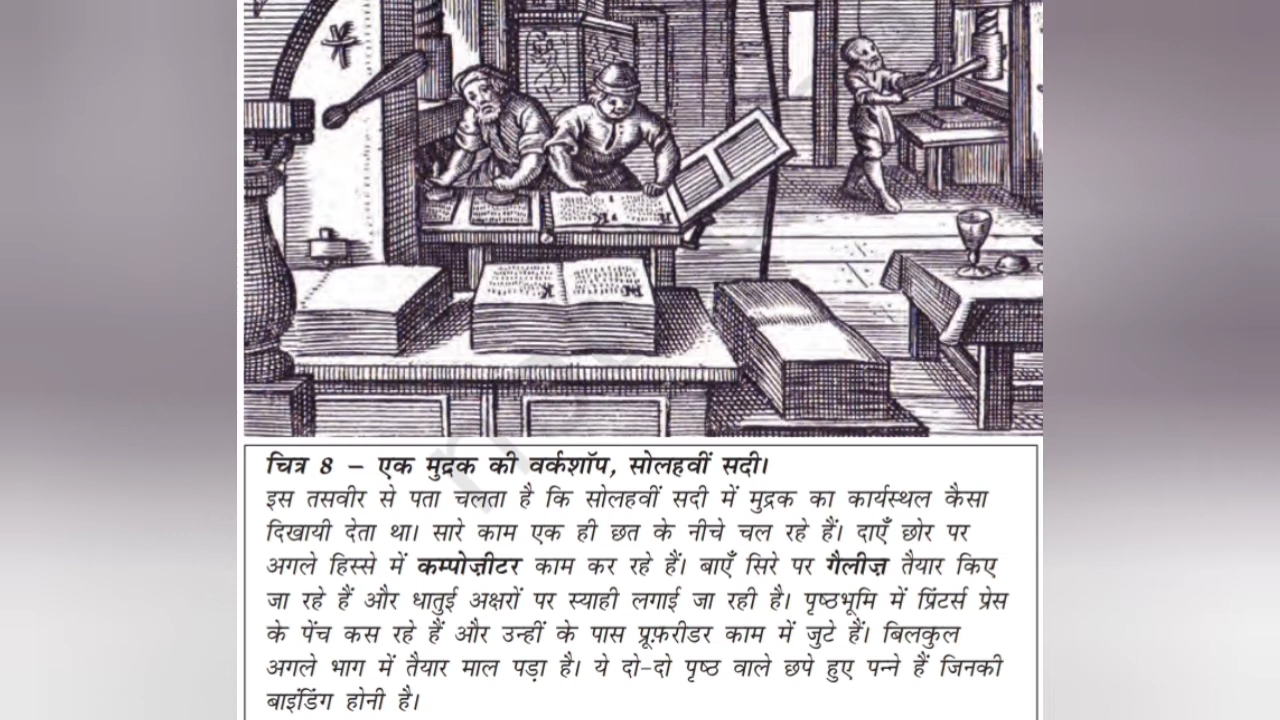 चित्र 8 – एक मुद्रक की वर्कशॉप, सोलहवीं सदी।
इस तसवीर से पता चलता है कि सोलहवीं सदी में मुद्रक का कार्यस्थल कैसा
दिखायी देता था। सारे काम एक ही छत के नीचे चल रहे हैं। दाएँ छोर पर
अगले हिस्से में कम्पोज़ीटर काम कर रहे हैं। बाएँ सिरे पर गैलीज़ तैयार किए
जा रहे हैं और धातुई अक्षरों पर स्याही लगाई जा रही है। पृष्ठभूमि में प्रिंटर्स प्रेस
के पेंच कस रहे हैं और उन्हीं के पास प्रूफ़रीडर काम में जुटे हैं। बिलकुल
अगले भाग में तैयार माल पड़ा है। ये दो-दो पृष्ठ वाले छपे हुए पन्ने हैं जिनकी
बाइंडिंग होनी है।